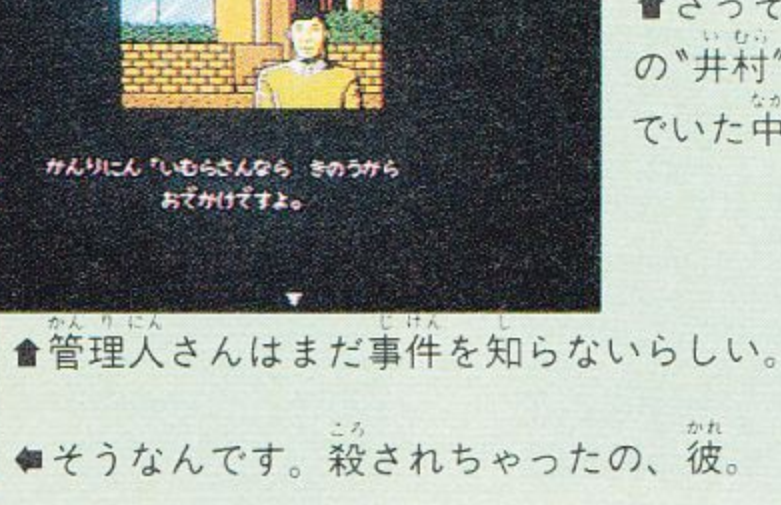 かんりにん「いむらさんなら　きのうから
おでかけですよ。
▼
⬆さっそ
の〝井村〟
でいた中
⬆管理人さんはまだ事件を知らないらしい。
⬅そうなんです。殺されちゃったの、彼。